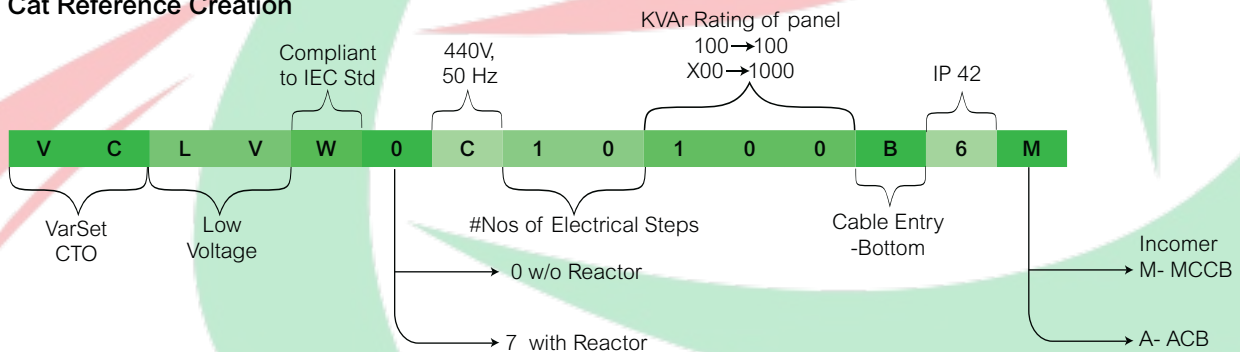 Cat Reference Creation
KVAr Rating of panel
100→100
X00→1000
Compliant
to IEC Std
440V,
50 Hz
IP 42
V C L V W 0 C 1 0 1 0 0 B 6 M
VarSet
CTO
Low
Voltage
#Nos of Electrical Steps
Cable Entry
-Bottom
0 w/o Reactor
7 with Reactor
Incomer
M- MCCB
A- ACB